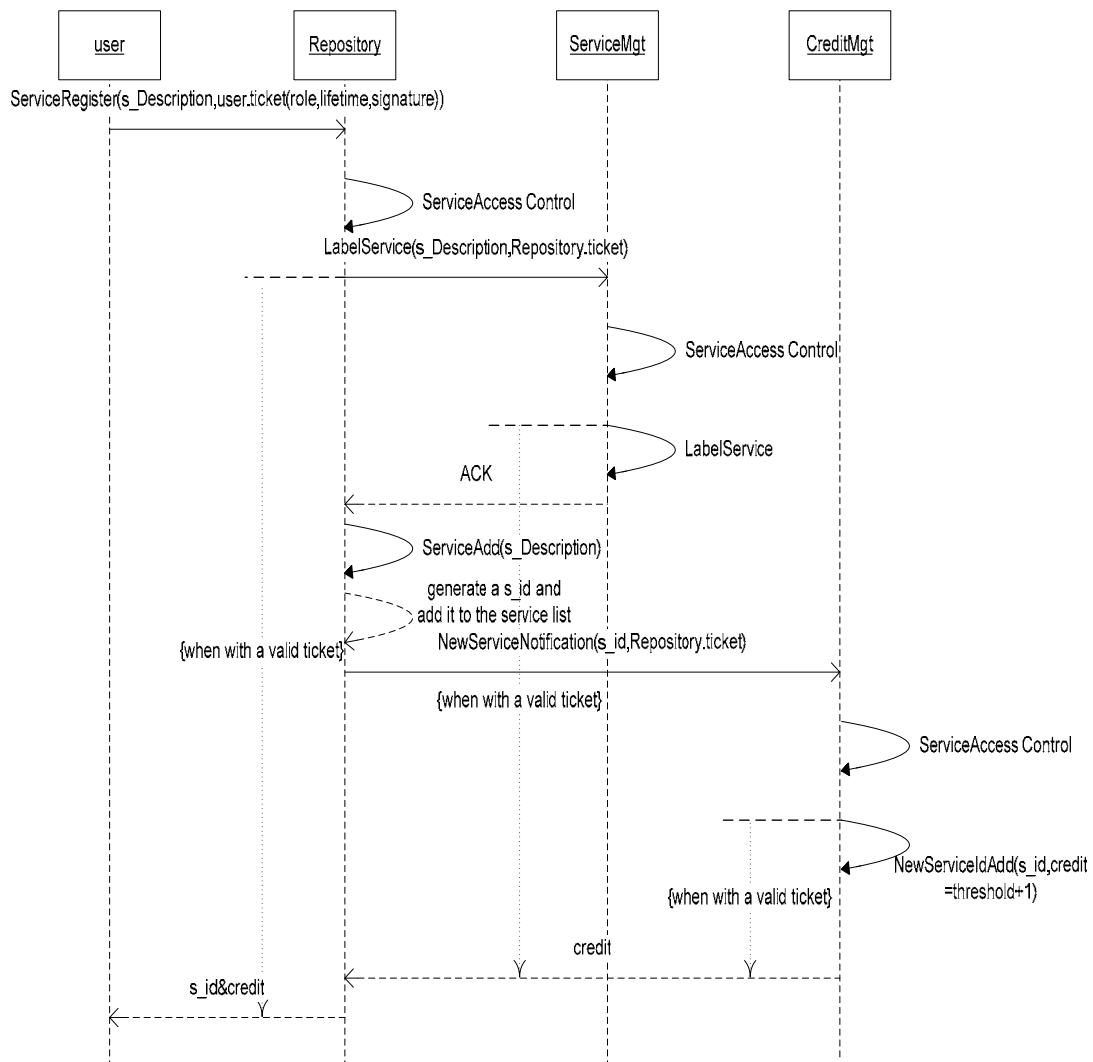 user
Repository
ServiceMgt
CreditMgt
ServiceRegister(s_Description,user.ticket(role,lifetime,signature))
ServiceAccess Control
LabelService(s_Description,Repository.ticket)
ServiceAccess Control
LabelService
ACK
ServiceAdd(s_Description)
generate a s_id and
add it to the service list
{when with a valid ticket}
NewServiceNotification(s_id,Repository.ticket)
{when with a valid ticket}
ServiceAccess Control
NewServiceIdAdd(s_id,credit
=threshold+1)
{when with a valid ticket}
credit
s_id&credit